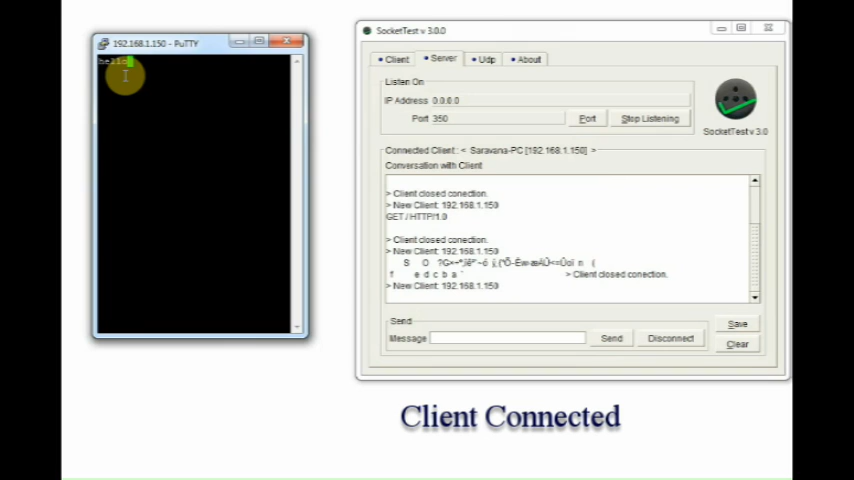 192.168.1.150 - PuTTY
hello
SocketTest v 3.0.0
Client
Server
Udp
About
Listen On
IP Address 0.0.0.0
Port 350
Port
Stop Listening
SocketTest v 3.0
Connected Client : < Saravana-PC [192.168.1.150] >
Conversation with Client
> Client closed conection.
> New Client: 192.168.1.150
GET / HTTP/1.0
> Client closed conection.
> New Client: 192.168.1.150
f e d c b a
> Client closed conection.
> New Client: 192.168.1.150
Send
Message
Send
Disconnect
Save
Clear
Client Connected